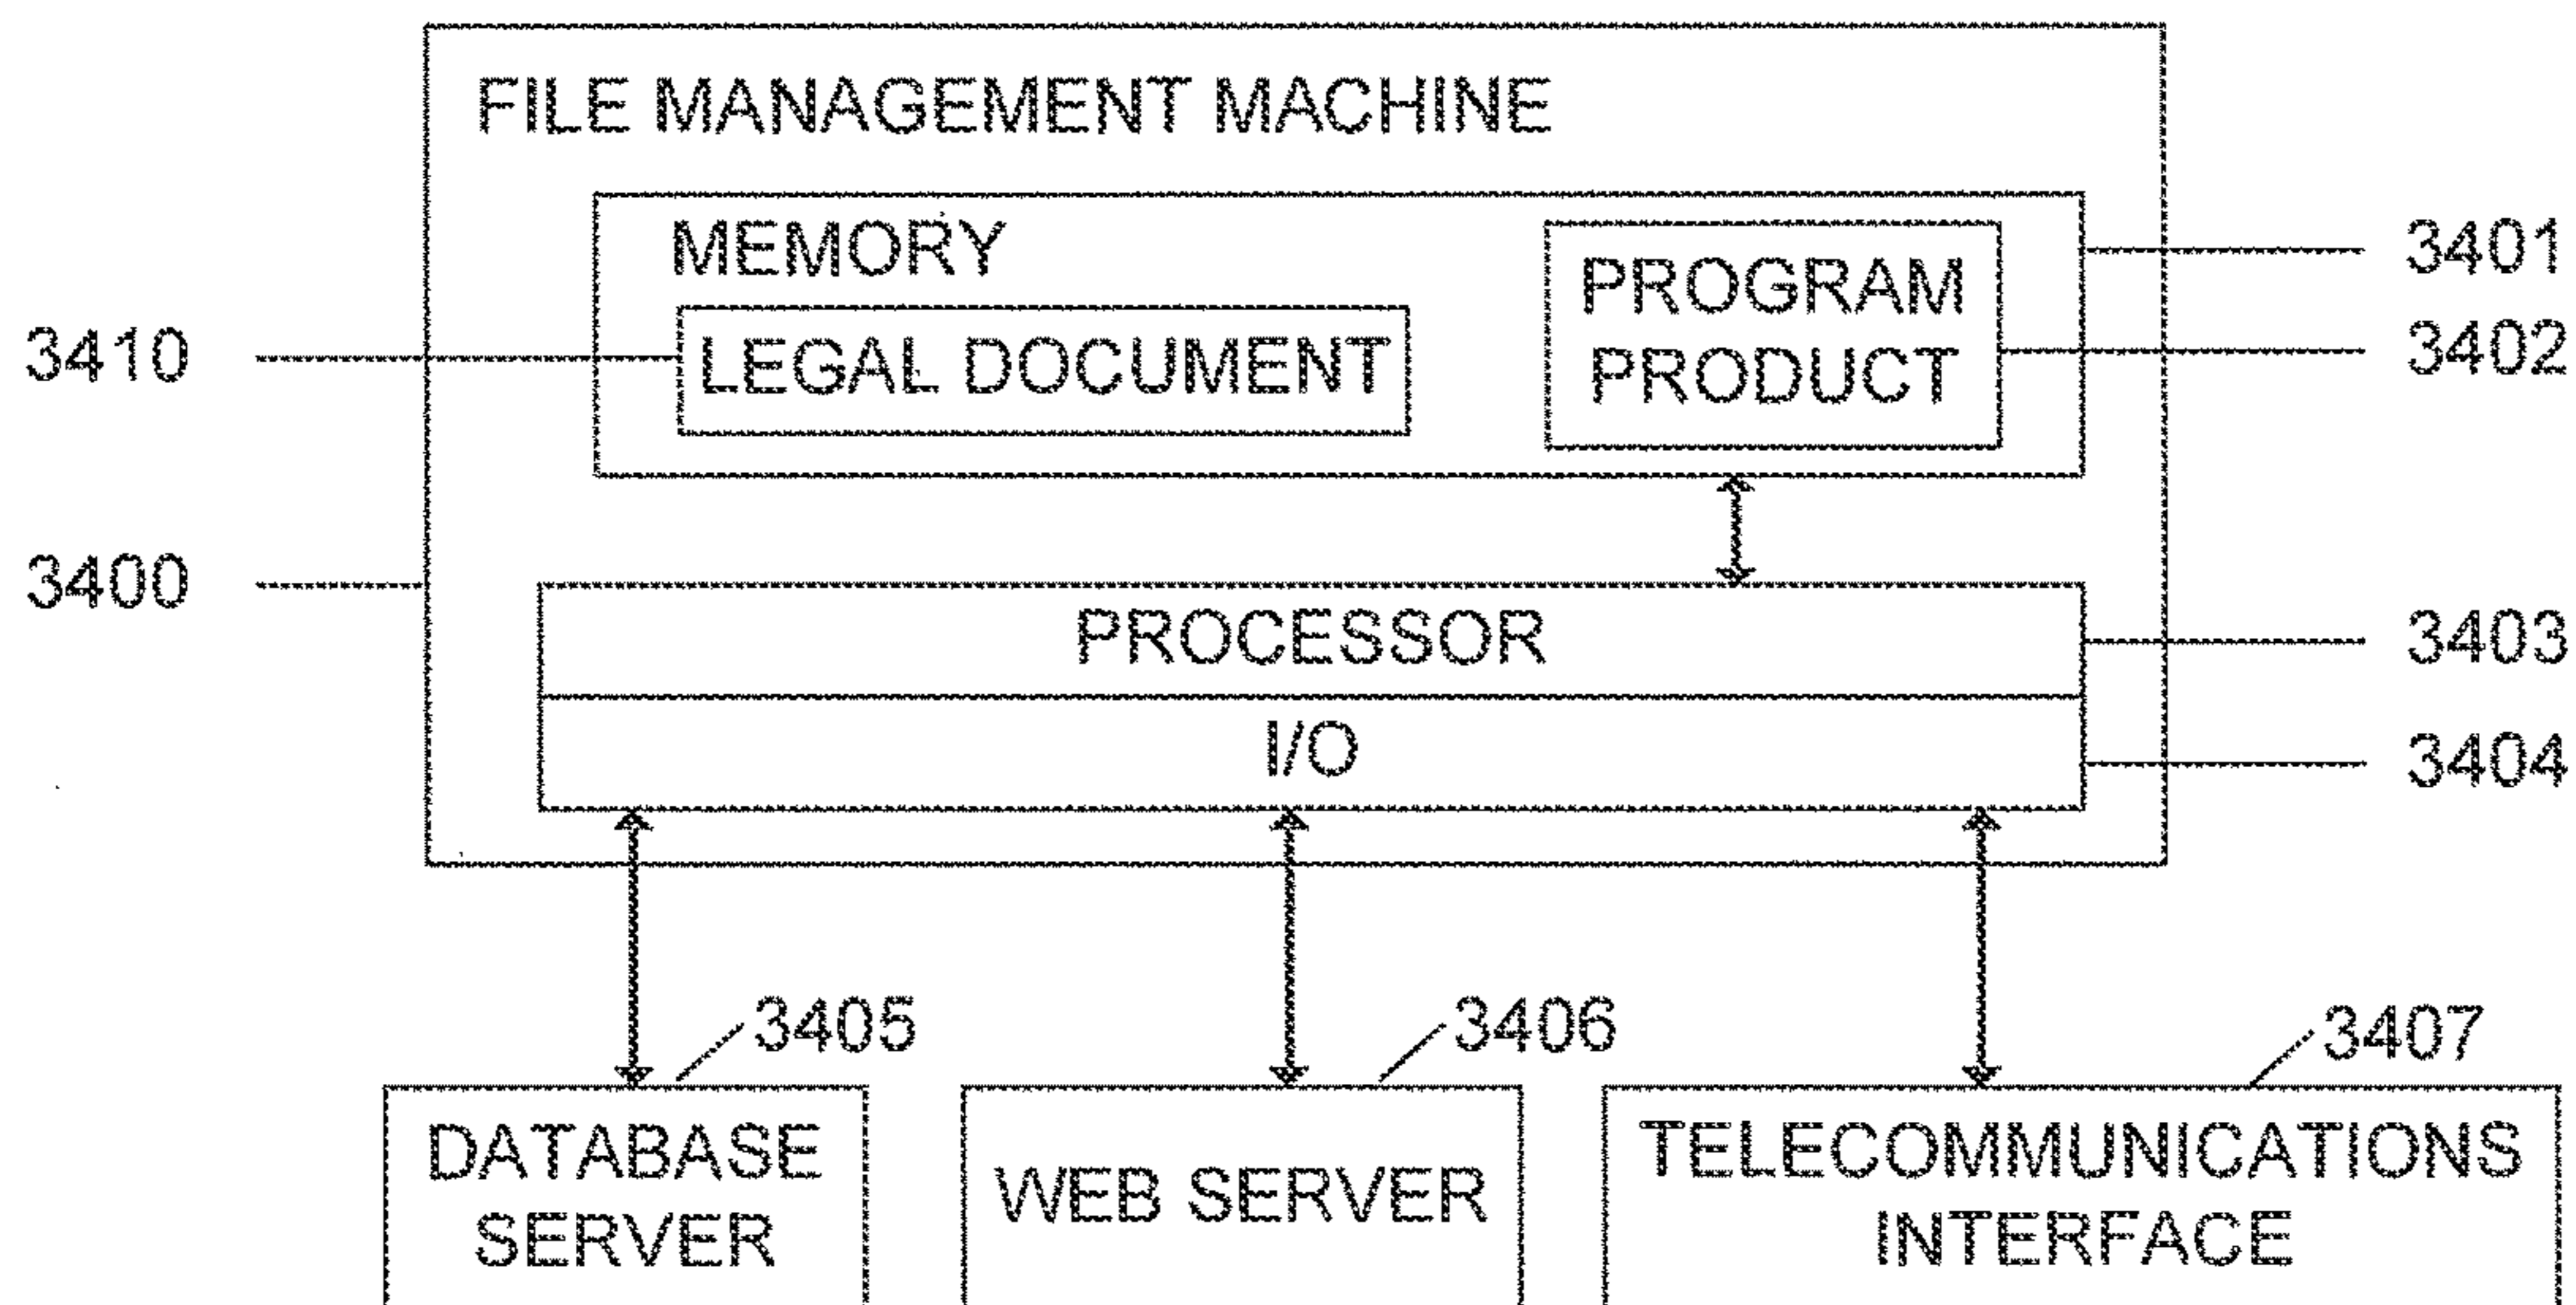 FILE MANAGEMENT MACHINE
MEMORY
PROGRAM
PRODUCT
LEGAL DOCUMENT
3401
3402
3410
3400
PROCESSOR
3403
I/O
3404
3405
3406
3407
DATABASE
SERVER
WEB SERVER
TELECOMMUNICATIONS
INTERFACE